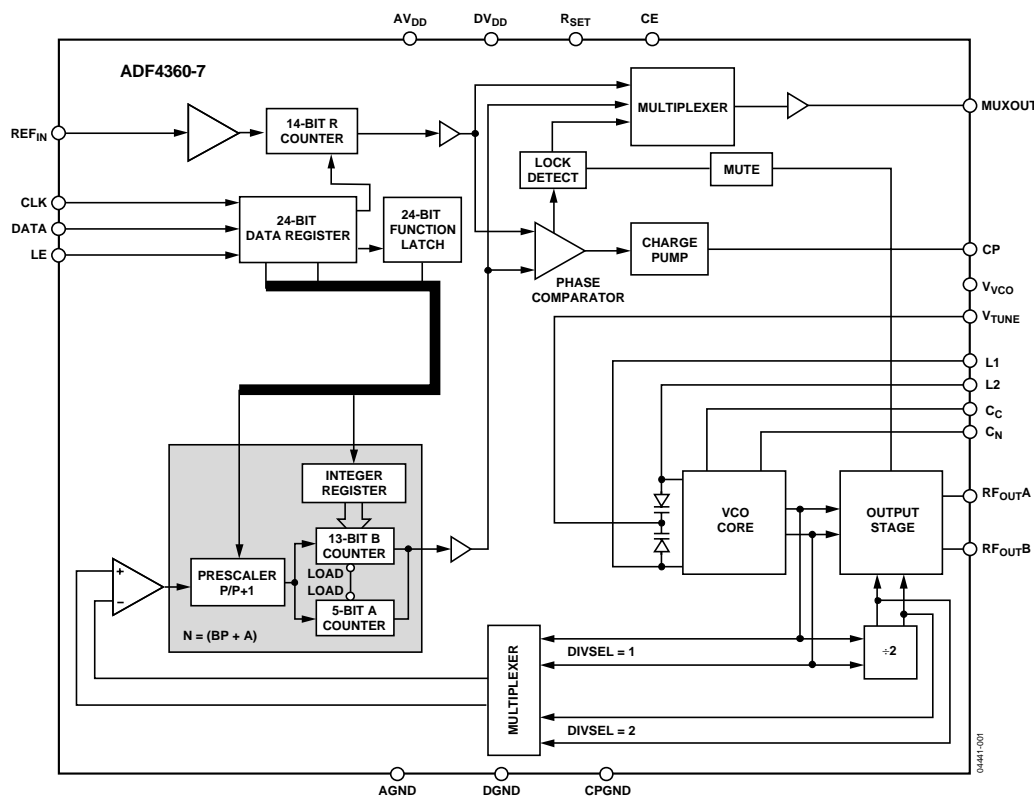 AVDD
DVDD
RSET
CE
ADF4360-7
MULTIPLEXER
MUXOUT
REFIN
14-BIT R
COUNTER
LOCK
DETECT
MUTE
CLK
DATA
LE
24-BIT
DATA REGISTER
24-BIT
FUNCTION
LATCH
CHARGE
PUMP
CP
PHASE
COMPARATOR
VVCO
VTUNE
L1
L2
CC
CN
INTEGER
REGISTER
VCO
CORE
OUTPUT
STAGE
RFOUTA
RFOUTB
13-BIT B
COUNTER
PRESCALER
P/P+1
LOAD
LOAD
5-BIT A
COUNTER
+
−
N = (BP + A)
MULTIPLEXER
DIVSEL = 1
÷2
DIVSEL = 2
AGND
DGND
CPGND
04441-001